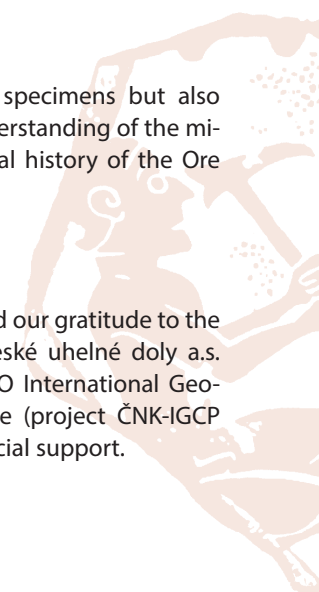 specimens but also
erstanding of the mi-
al history of the Ore
d our gratitude to the
eské uhelné doly a.s.
O International Geo-
e (project ČNK-IGCP
cial support.